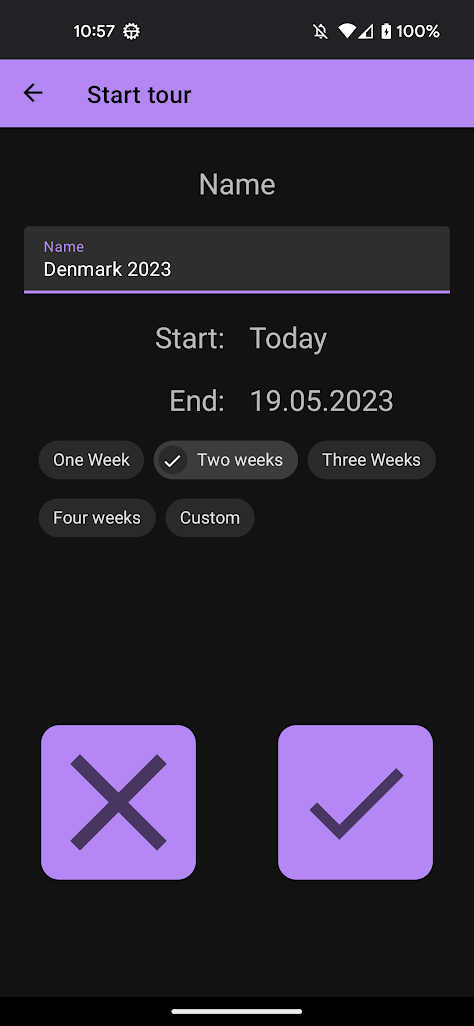 10:57 100%
Start tour
Name
Name
Denmark 2023
Start: Today
End: 19.05.2023
One Week Two weeks Three Weeks
Four weeks Custom